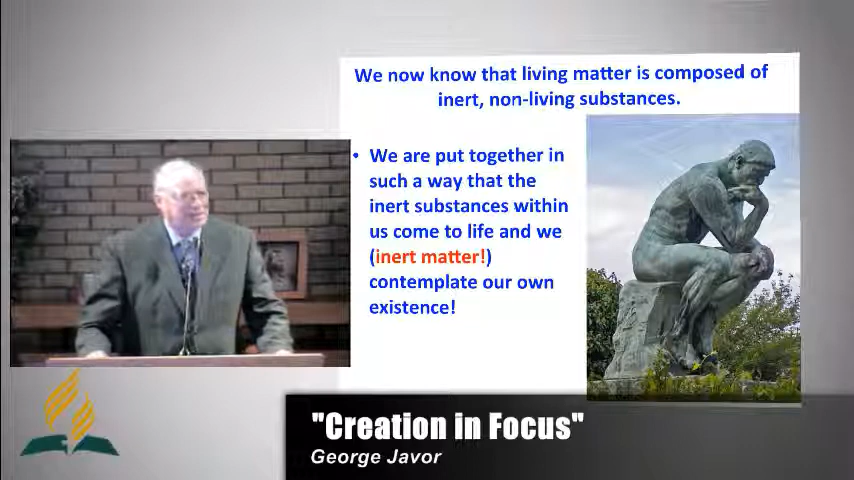 We now know that living matter is composed of
inert, non-living substances.
• We are put together in
such a way that the
inert substances within
us come to life and we
(inert matter!)
contemplate our own
existence!
"Creation in Focus"
George Javor